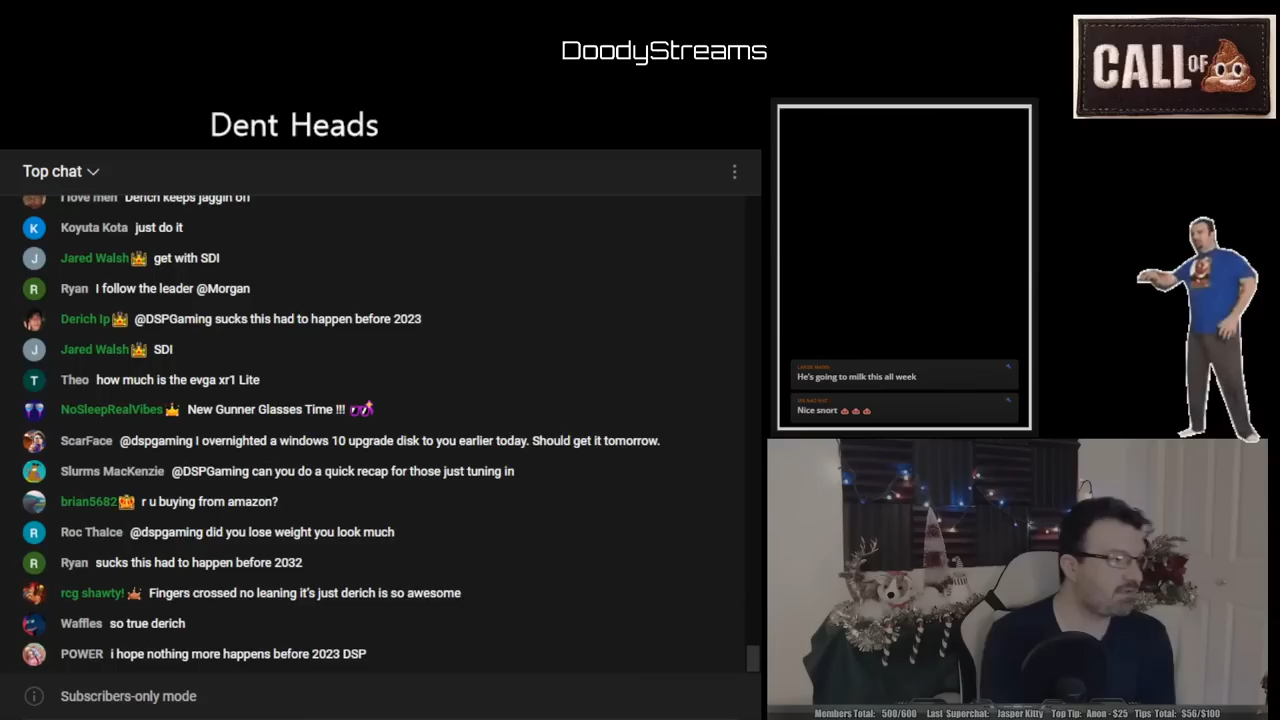 DoodyStreams
CALL OF
Dent Heads
Top chat
I love men Derich keeps jaggin off
K Koyuta Kota just do it
J Jared Walsh get with SDI
R Ryan I follow the leader @Morgan
Derich Ip @DSPGaming sucks this had to happen before 2023
J Jared Walsh SDI
T Theo how much is the evga xr1 Lite
NoSleepRealVibes New Gunner Glasses Time !!!
ScarFace @dspgaming I overnighted a windows 10 upgrade disk to you earlier today. Should get it tomorrow.
Slurms MacKenzie @DSPGaming can you do a quick recap for those just tuning in
brian5682 r u buying from amazon?
R Roc Thalce @dspgaming did you lose weight you look much
R Ryan sucks this had to happen before 2032
rcg shawty! Fingers crossed no leaning it's just derich is so awesome
Waffles so true derich
POWER i hope nothing more happens before 2023 DSP
Subscribers-only mode
He's going to milk this all week
Nice snort
Members Total: 500/600 Last Superchat: Jasper Kitty Top Tip: Anon - $25 Tips Total: $56/$100